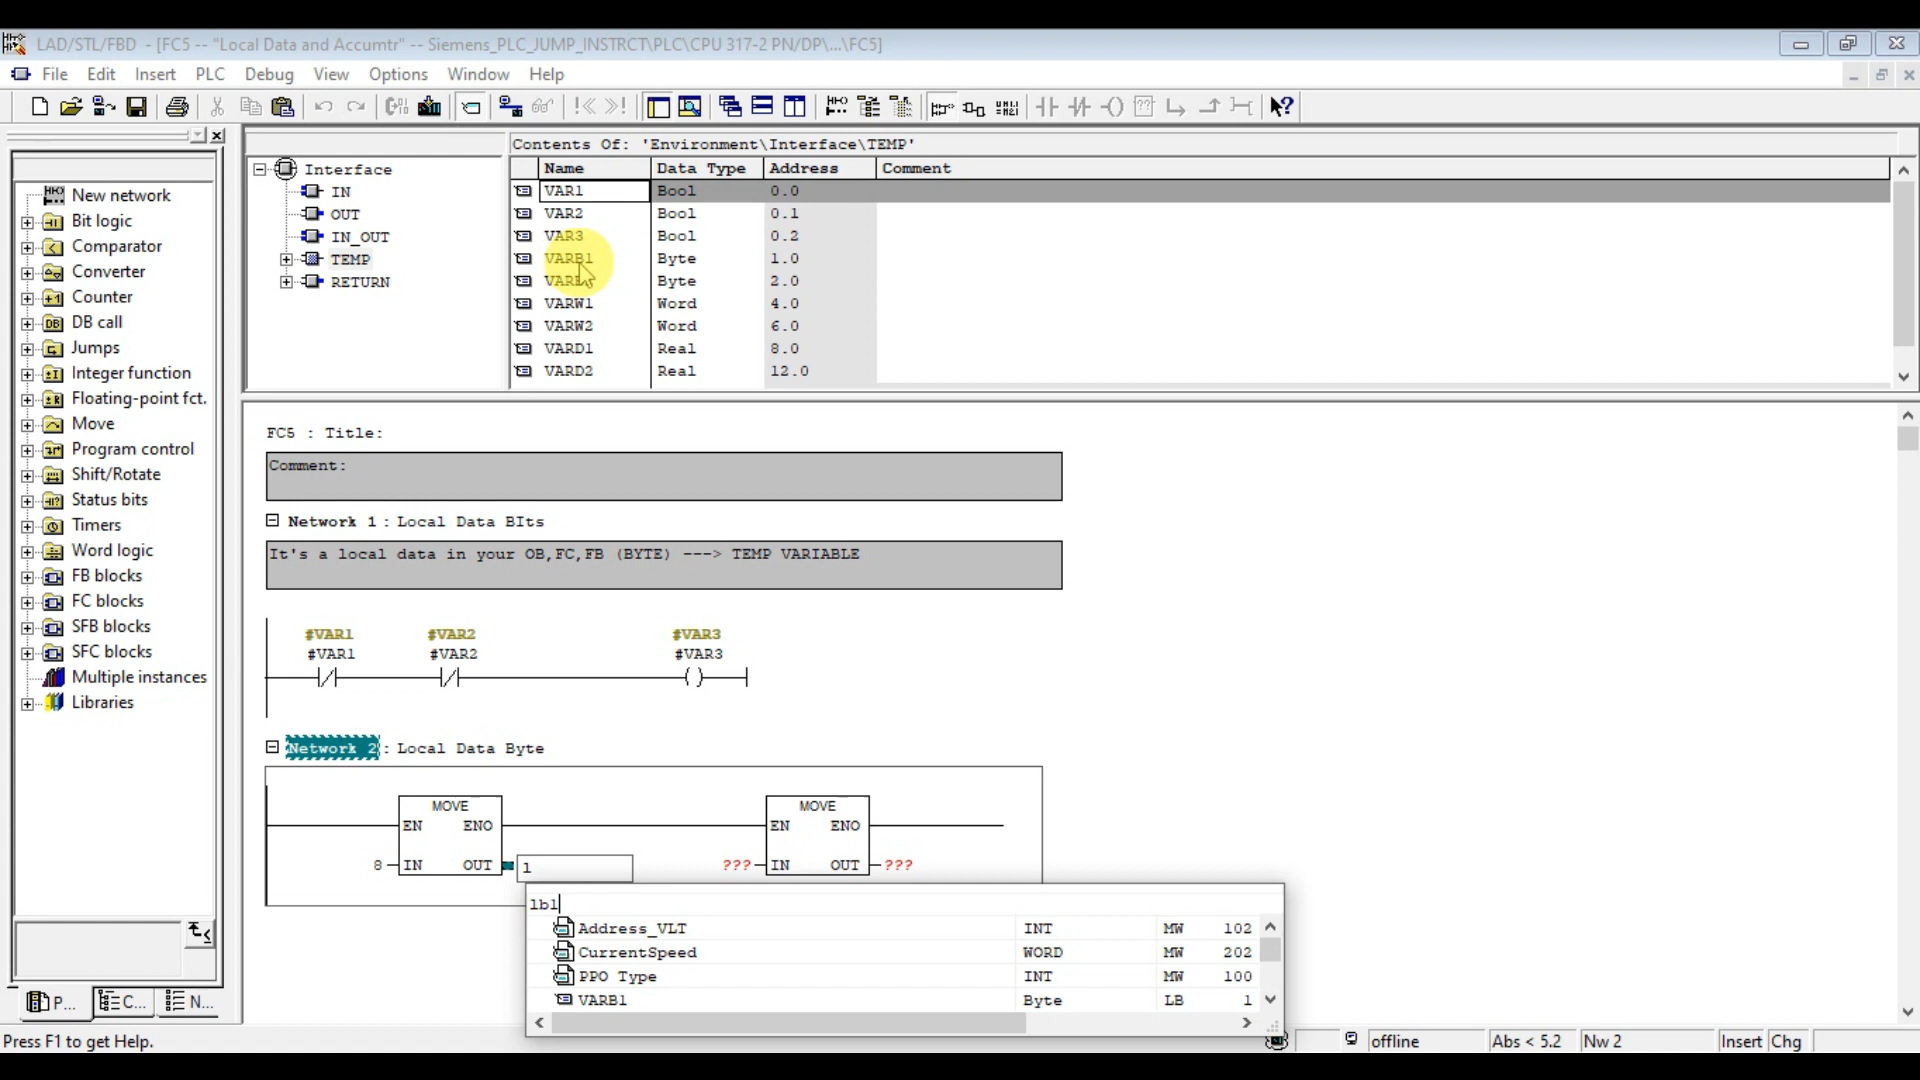 LAD/STL/FBD - [FC5 -- "Local Data and Accumtr" -- Siemens_PLC_JUMP_INSTRCT\PLC\CPU 317-2 PN/DP\...\FC5]
File Edit Insert PLC Debug View Options Window Help
New network
Bit logic
Comparator
Converter
Counter
DB call
Jumps
Integer function
Floating-point fct.
Move
Program control
Shift/Rotate
Status bits
Timers
Word logic
FB blocks
FC blocks
SFB blocks
SFC blocks
Multiple instances
Libraries
P... C... N...
Interface
IN
OUT
IN_OUT
TEMP
RETURN
Contents Of: 'Environment\Interface\TEMP'
Name Data Type Address Comment
VAR1 Bool 0.0
VAR2 Bool 0.1
VAR3 Bool 0.2
VARB1 Byte 1.0
Byte 2.0
VARW1 Word 4.0
VARW2 Word 6.0
VARD1 Real 8.0
VARD2 Real 12.0
FC5 : Title:
Comment:
Network 1: Local Data BIts
It's a local data in your OB,FC,FB (BYTE) ---> TEMP VARIABLE
#VAR1 #VAR2 #VAR3
#VAR1 #VAR2 #VAR3
Network 2: Local Data Byte
MOVE MOVE
EN ENO EN ENO
8 IN OUT 1 ??? IN OUT ???
lb1
Address_VLT INT MW 102
CurrentSpeed WORD MW 202
PPO Type INT MW 100
VARB1 Byte LB 1
Press F1 to get Help. offline Abs < 5.2 Nw 2 Insert Chg